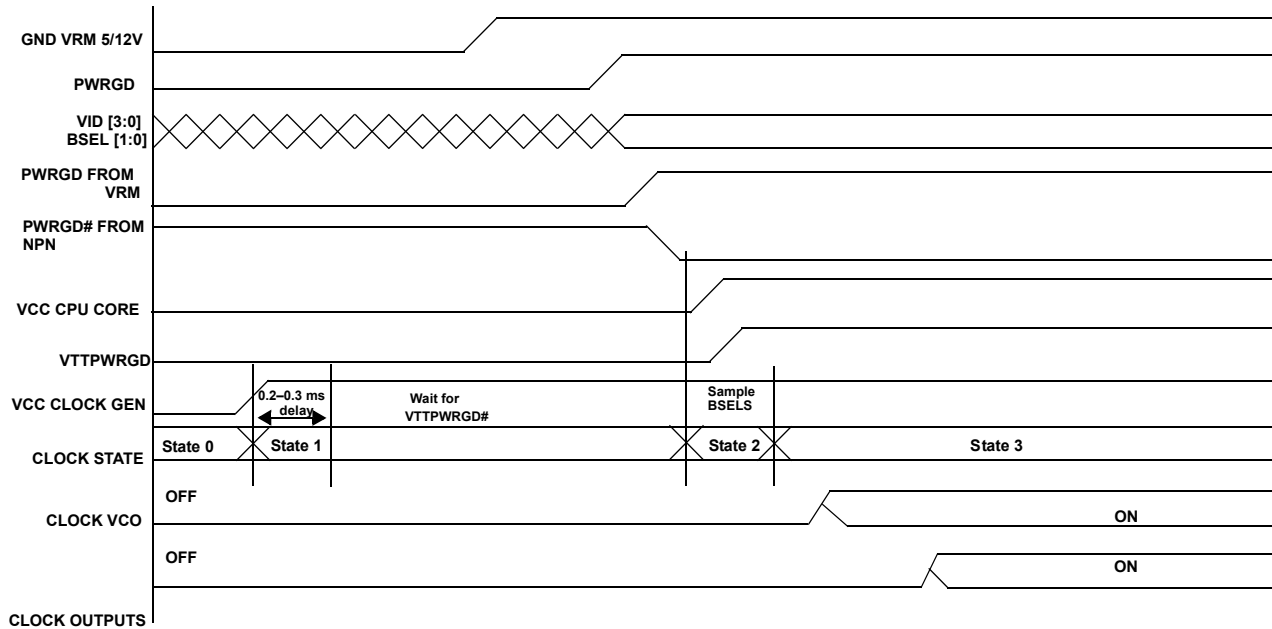 GND VRM 5/12V
PWRGD
VID [3:0]
BSEL [1:0]
PWRGD FROM
VRM
PWRGD# FROM
NPN
VCC CPU CORE
VTTPWRGD
VCC CLOCK GEN
0.2–0.3 ms
delay
Wait for
VTTPWRGD#
Sample
BSELS
CLOCK STATE
State 0
State 1
State 2
State 3
OFF
CLOCK VCO
ON
OFF
ON
CLOCK OUTPUTS